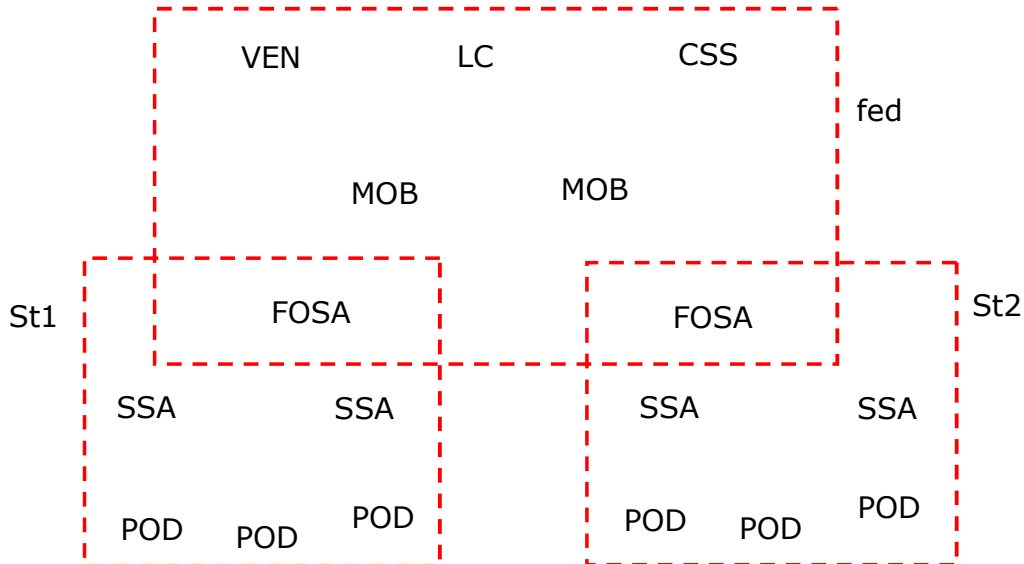 VEN LC CSS
fed
MOB MOB
St1 FOSA FOSA St2
SSA SSA SSA SSA
POD POD POD POD POD POD